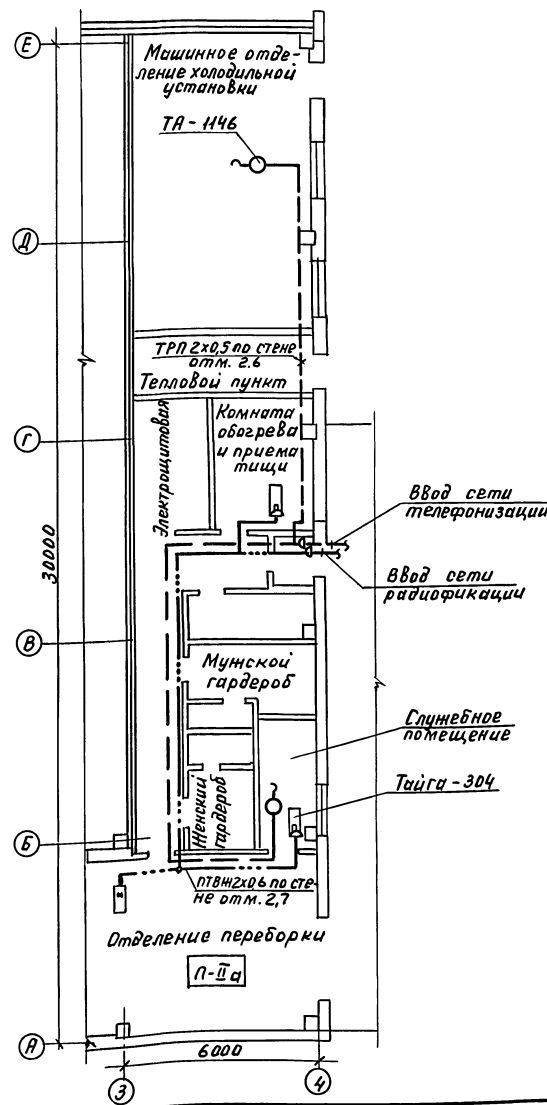 Е
Машинное отде-
ление холодильной
установки
ТА-1146
Д
ТРП 2х0,5 по стене
отм. 2.6
Тепловой пункт
Электрощитовая
Комната
обогрева
и приема
пищи
Г
30000
Ввод сети
телефонизации
Ввод сети
радиофикации
В
Мужской
гардероб
Служебное
помещение
Тайга-304
Женский
гардероб
Б
ПТВЖ2х0,6 по сте-
не отм. 2,7
Отделение переборки
П-IIа
А
6000
3
4